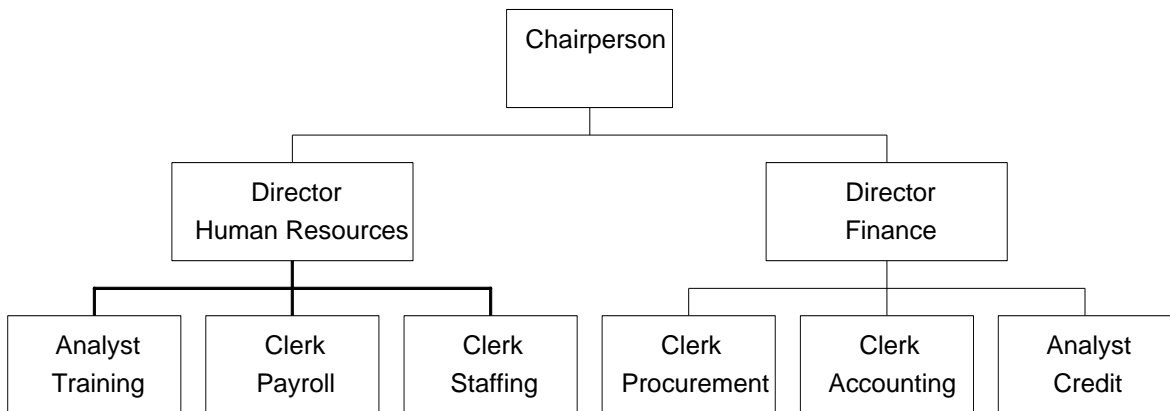 Chairperson
Director
Human Resources
Director
Finance
Analyst
Training
Clerk
Payroll
Clerk
Staffing
Clerk
Procurement
Clerk
Accounting
Analyst
Credit